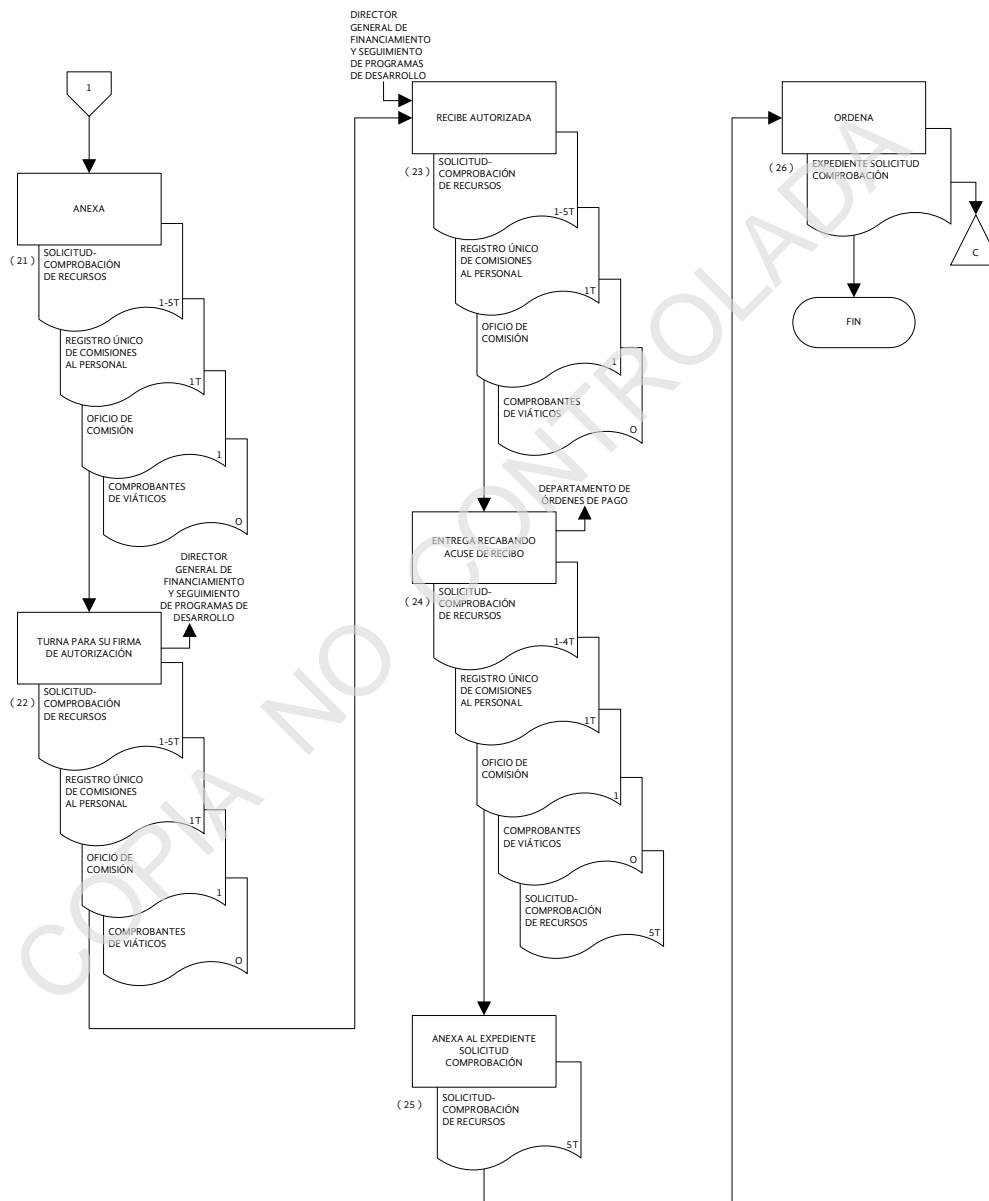 1
ANEXA
( 21 )
SOLICITUD-
COMPROBACIÓN
DE RECURSOS
1-5T
REGISTRO ÚNICO
DE COMISIONES
AL PERSONAL
1T
OFICIO DE
COMISIÓN
1
COMPROBANTES
DE VIÁTICOS
O
DIRECTOR
GENERAL DE
FINANCIAMIENTO
Y SEGUIMIENTO
DE PROGRAMAS DE
DESARROLLO
TURNA PARA SU FIRMA
DE AUTORIZACIÓN
( 22 )
SOLICITUD-
COMPROBACIÓN
DE RECURSOS
1-5T
REGISTRO ÚNICO
DE COMISIONES
AL PERSONAL
1T
OFICIO DE
COMISIÓN
1
COMPROBANTES
DE VIÁTICOS
O
DIRECTOR
GENERAL DE
FINANCIAMIENTO
Y SEGUIMIENTO
DE PROGRAMAS
DE DESARROLLO
RECIBE AUTORIZADA
( 23 )
SOLICITUD-
COMPROBACIÓN
DE RECURSOS
1-5T
REGISTRO ÚNICO
DE COMISIONES
AL PERSONAL
1T
OFICIO DE
COMISIÓN
1
COMPROBANTES
DE VIÁTICOS
O
DEPARTAMENTO DE
ÓRDENES DE PAGO
ENTREGA RECABANDO
ACUSE DE RECIBO
( 24 )
SOLICITUD-
COMPROBACIÓN
DE RECURSOS
1-4T
REGISTRO ÚNICO
DE COMISIONES
AL PERSONAL
1T
OFICIO DE
COMISIÓN
1
COMPROBANTES
DE VIÁTICOS
O
SOLICITUD-
COMPROBACIÓN
DE RECURSOS
5T
ANEXA AL EXPEDIENTE
SOLICITUD
COMPROBACIÓN
( 25 )
SOLICITUD-
COMPROBACIÓN
DE RECURSOS
5T
ORDENA
( 26 )
EXPEDIENTE SOLICITUD
COMPROBACIÓN
C
FIN
COPIA NO CONTROLADA